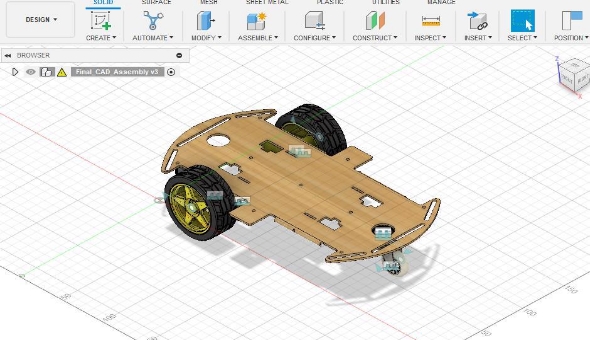 SOLID SURFACE MESH SHEET METAL PLASTIC UTILITIES MANAGE
DESIGN
CREATE AUTOMATE MODIFY ASSEMBLE CONFIGURE CONSTRUCT INSPECT INSERT SELECT POSITION
BROWSER
Final_CAD_Assembly v3